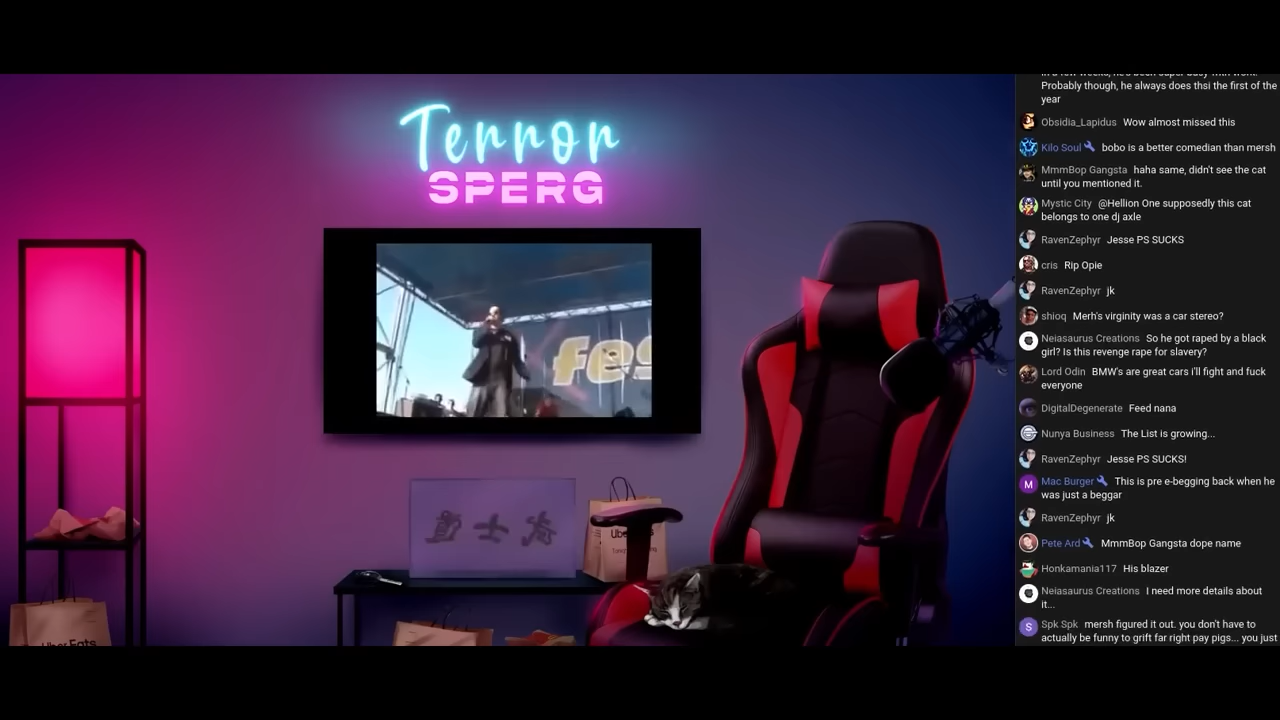 Terror
SPERG
fes
武士道
Uber
Uber Eats
Probably though, he always does thsi the first of the
year
Obsidia_Lapidus Wow almost missed this
Kilo Soul bobo is a better comedian than mersh
MmmBop Gangsta haha same, didn't see the cat
until you mentioned it.
Mystic City @Hellion One supposedly this cat
belongs to one dj axle
RavenZephyr Jesse PS SUCKS
cris Rip Opie
RavenZephyr jk
shioq Merh's virginity was a car stereo?
Neiasaurus Creations So he got raped by a black
girl? Is this revenge rape for slavery?
Lord Odin BMW's are great cars i'll fight and fuck
everyone
DigitalDegenerate Feed nana
Nunya Business The List is growing...
RavenZephyr Jesse PS SUCKS!
M
Mac Burger This is pre e-begging back when he
was just a beggar
RavenZephyr jk
Pete Ard MmmBop Gangsta dope name
Honkamania117 His blazer
Neiasaurus Creations I need more details about
it...
S
Spk Spk mersh figured it out. you don't have to
actually be funny to grift far right pay pigs... you just